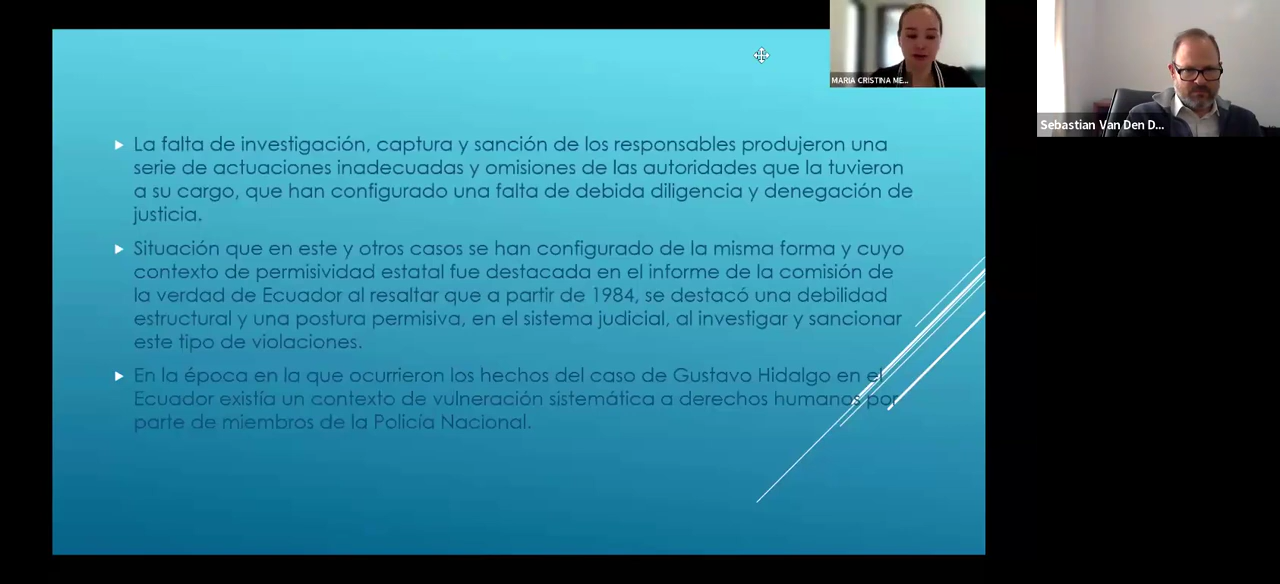 MARIA CRISTINA ME...
Sebastian Van Den D...
La falta de investigación, captura y sanción de los responsables produjeron una
serie de actuaciones inadecuadas y omisiones de las autoridades que la tuvieron
a su cargo, que han configurado una falta de debida diligencia y denegación de
justicia.
Situación que en este y otros casos se han configurado de la misma forma y cuyo
contexto de permisividad estatal fue destacada en el informe de la comisión de
la verdad de Ecuador al resaltar que a partir de 1984, se destacó una debilidad
estructural y una postura permisiva, en el sistema judicial, al investigar y sancionar
este tipo de violaciones.
En la época en la que ocurrieron los hechos del caso de Gustavo Hidalgo en el
Ecuador existía un contexto de vulneración sistemática a derechos humanos por
parte de miembros de la Policía Nacional.